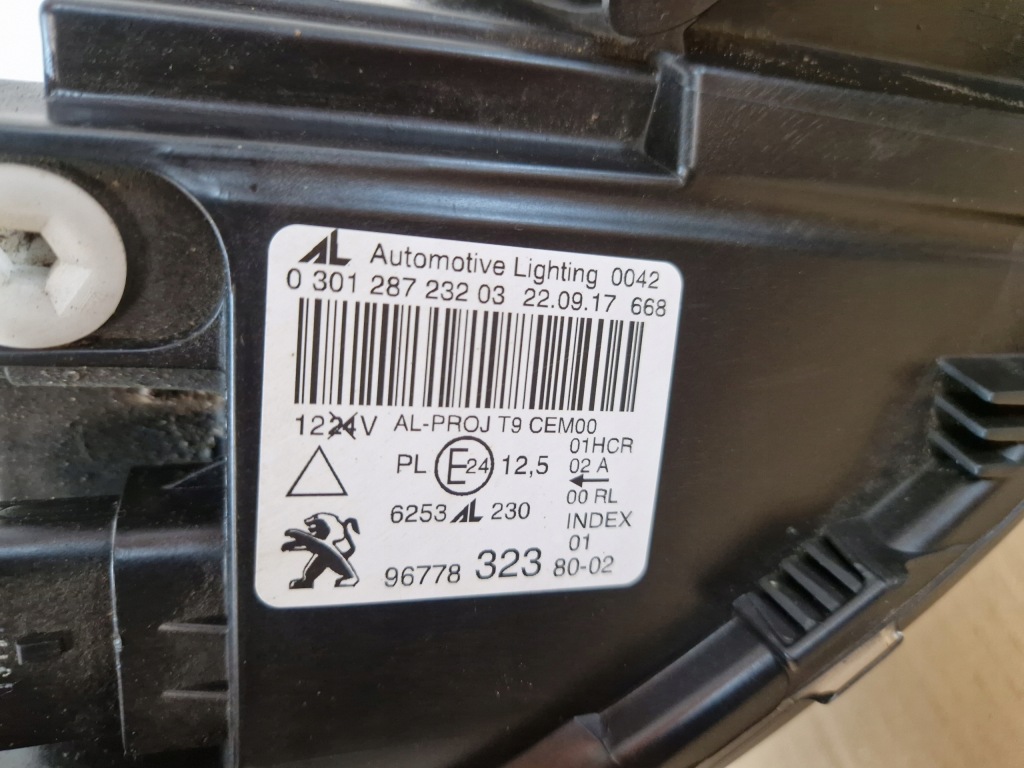 AL Automotive Lighting 0042
0 301 287 232 03 22.09.17 668
1224V AL-PROJ T9 CEM00
01HCR
PL E24 12,5 02 A
00 RL
6253 AL 230 INDEX
01
96778 323 80-02